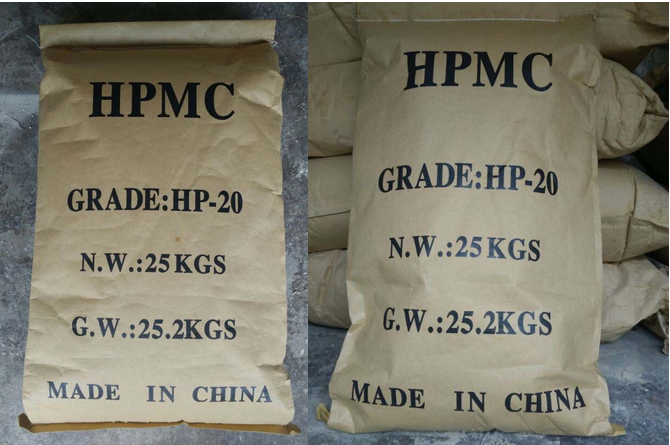 HPMC
GRADE:HP-20
N.W.:25KGS
G.W.:25.2KGS
MADE IN CHINA
HPMC
GRADE:HP-20
N.W.:25KGS
G.W.:25.2KGS
MADE IN CHINA